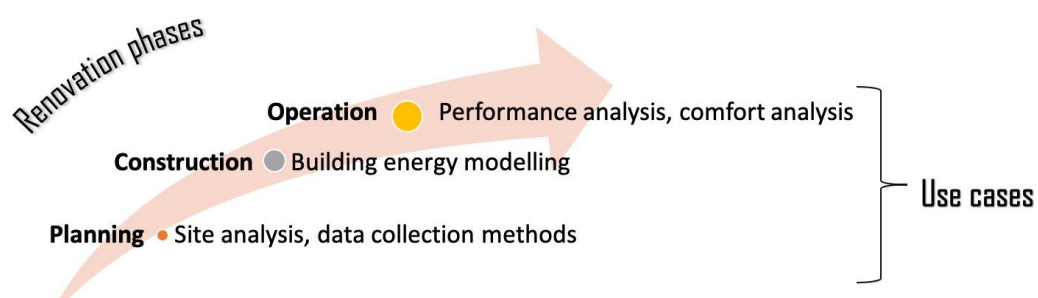 Renovation phases
Operation Performance analysis, comfort analysis
Construction Building energy modelling
Use cases
Planning Site analysis, data collection methods